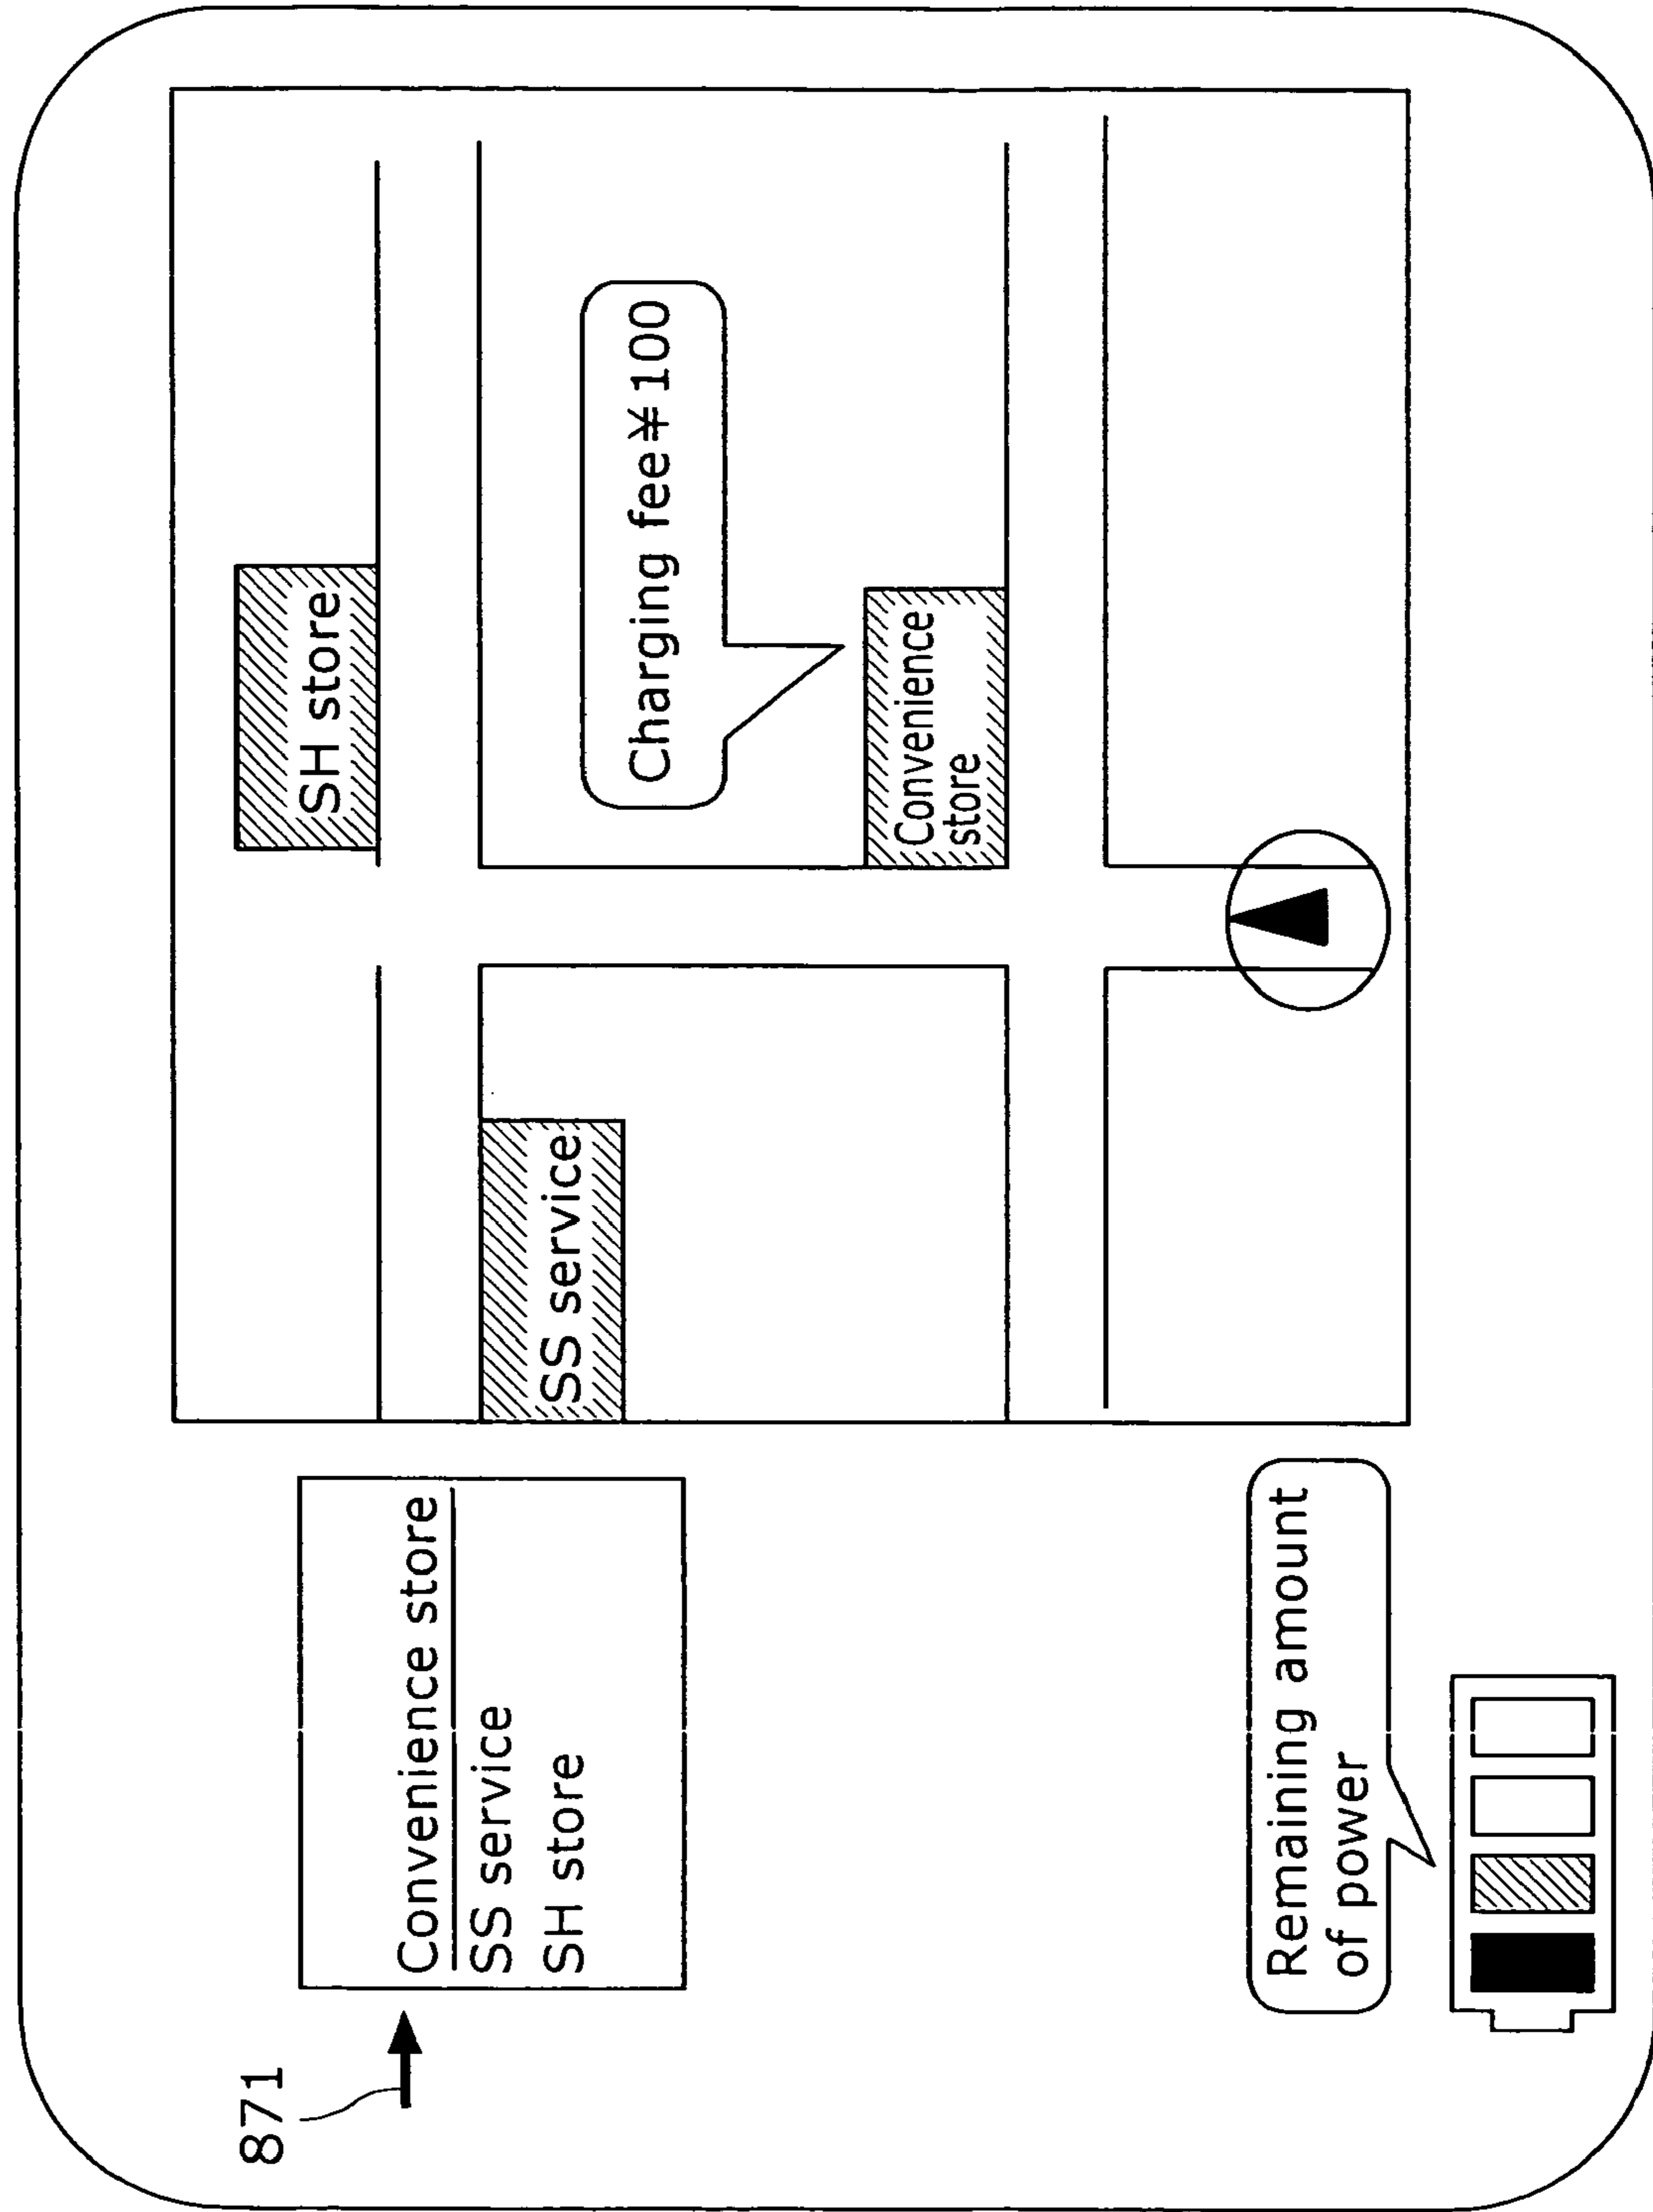 871
Convenience store
SS service
SH store
SH store
SS service
Charging fee ¥100
Convenience
store
Remaining amount
of power